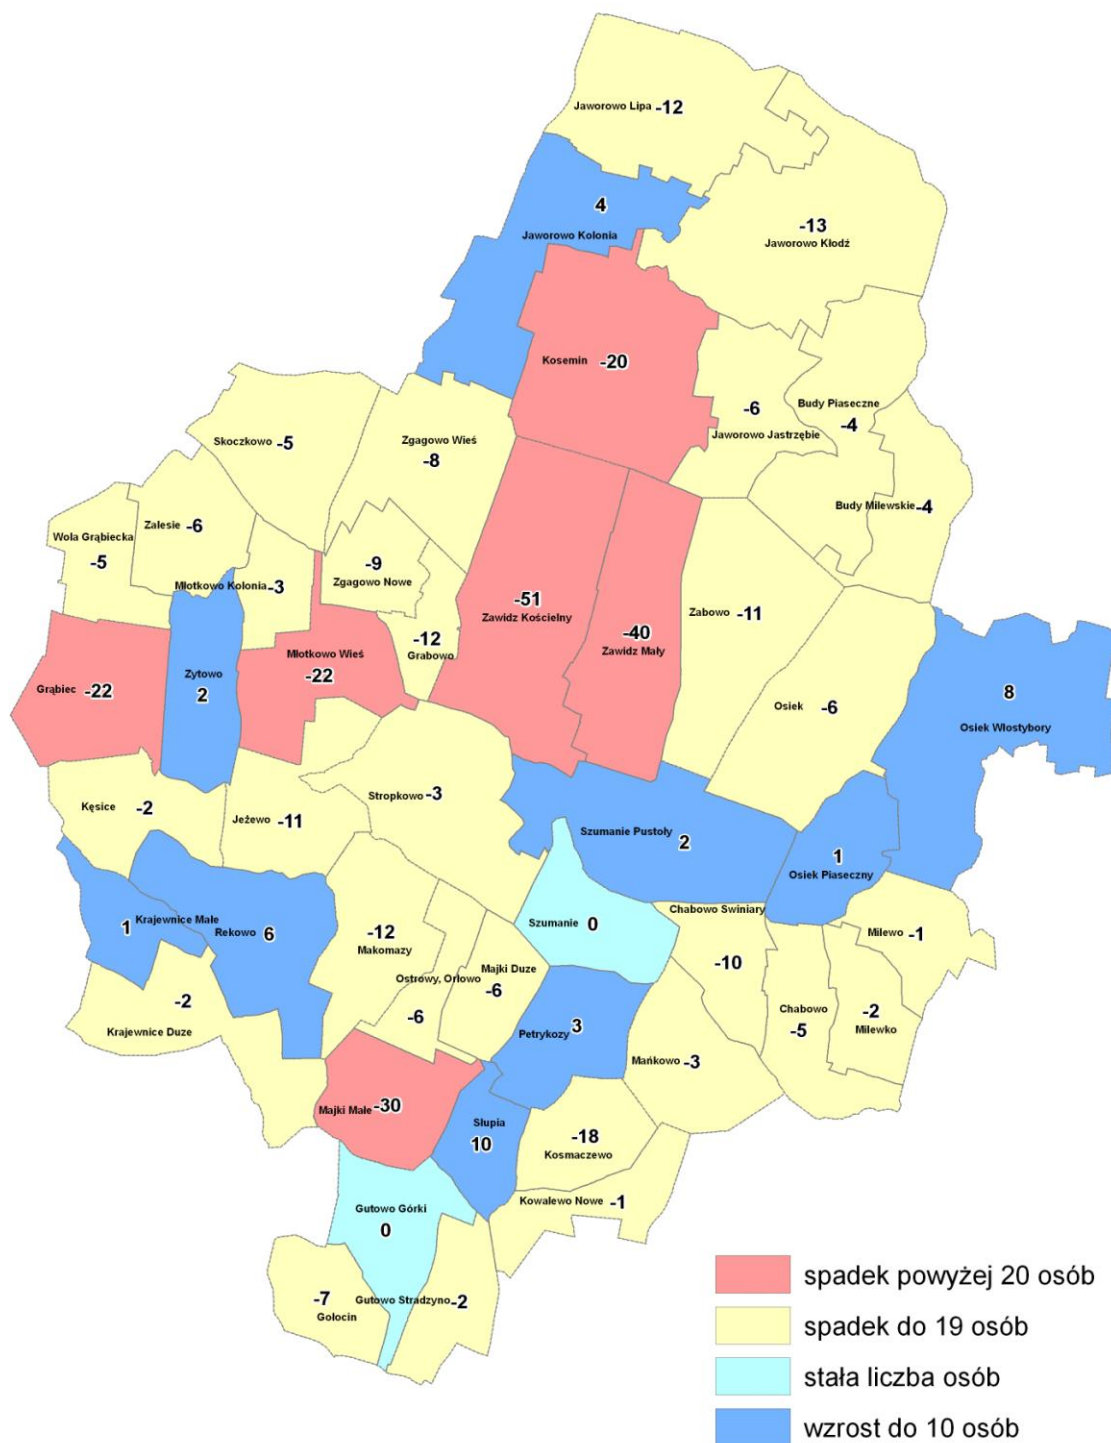 Jaworowo Lipa -12
4
Jaworowo Kolonia
-13
Jaworowo Kłodź
Kosemin -20
-6
Jaworowo Jastrzębie
Budy Piaseczne
-4
Budy Milewskie -4
Skoczkowo -5
Zgagowo Wieś
-8
Wola Grąbiecka
-5
Zalesie -6
Młotkowo Kolonia -3
-9
Zgagowo Nowe
-12
Grabowo
-51
Zawidz Kościelny
-40
Zawidz Mały
Zabowo -11
Grąbiec -22
Zytowo
2
Młotkowo Wieś
-22
Osiek -6
8
Osiek Włostybory
Kęsice -2
Jeżewo -11
Stropkowo -3
Szumanie Pustoły
2
1
Osiek Piaseczny
1 Krajewnice Małe
Rekowo 6
-12
Makomazy
Szumanie 0
Chabowo Swiniary
-10
Milewo -1
Ostrowy, Orłowo
-6
Majki Duze
-6
-2
Krajewnice Duze
Petrykozy 3
Mańkowo -3
Chabowo
-5
-2
Milewko
Majki Małe -30
Słupia
10
-18
Kosmaczewo
Kowalewo Nowe -1
Gutowo Górki
0
-7
Gołocin
Gutowo Stradzyno -2
spadek powyżej 20 osób
spadek do 19 osób
stała liczba osób
wzrost do 10 osób